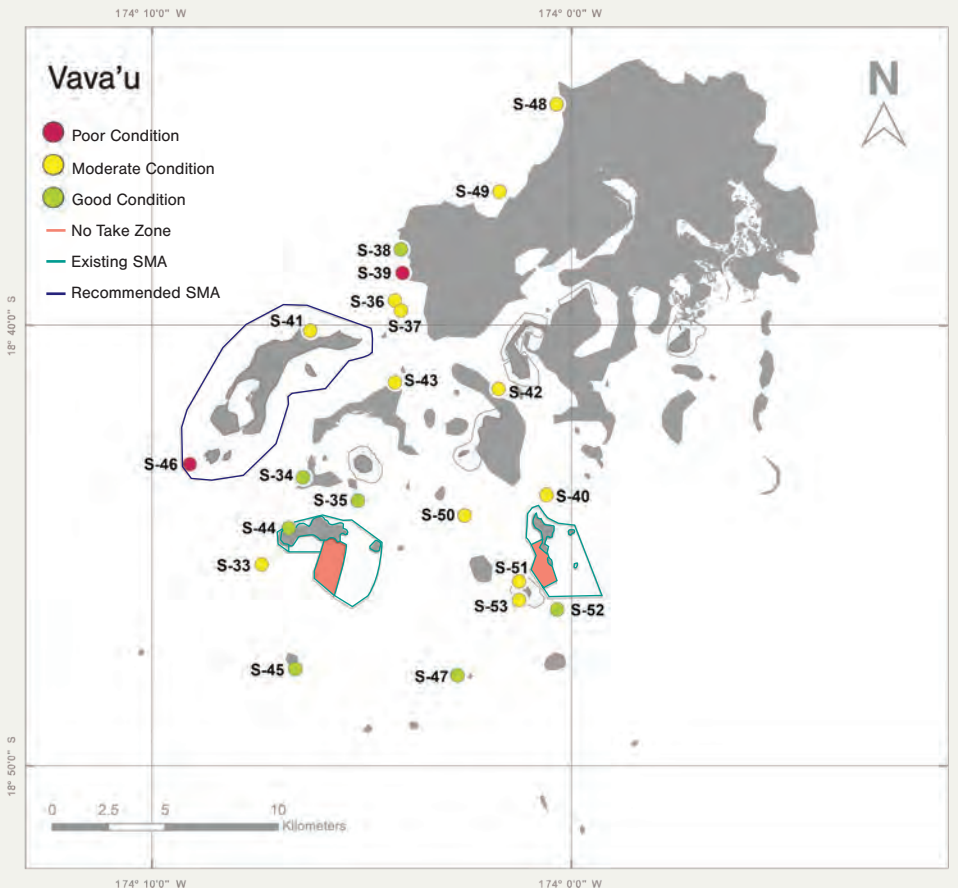 174° 10'0" W
174° 0'0" W
Vava'u
N
Poor Condition
Moderate Condition
Good Condition
No Take Zone
Existing SMA
Recommended SMA
S-48
S-49
S-38
S-39
S-36
S-37
S-41
18° 40'0" S
S-43
S-42
S-46
S-34
S-35
S-40
S-50
S-44
S-33
S-51
S-53
S-52
S-45
S-47
18° 50'0" S
0 2.5 5 10
Kilometers
174° 10'0" W
174° 0'0" W